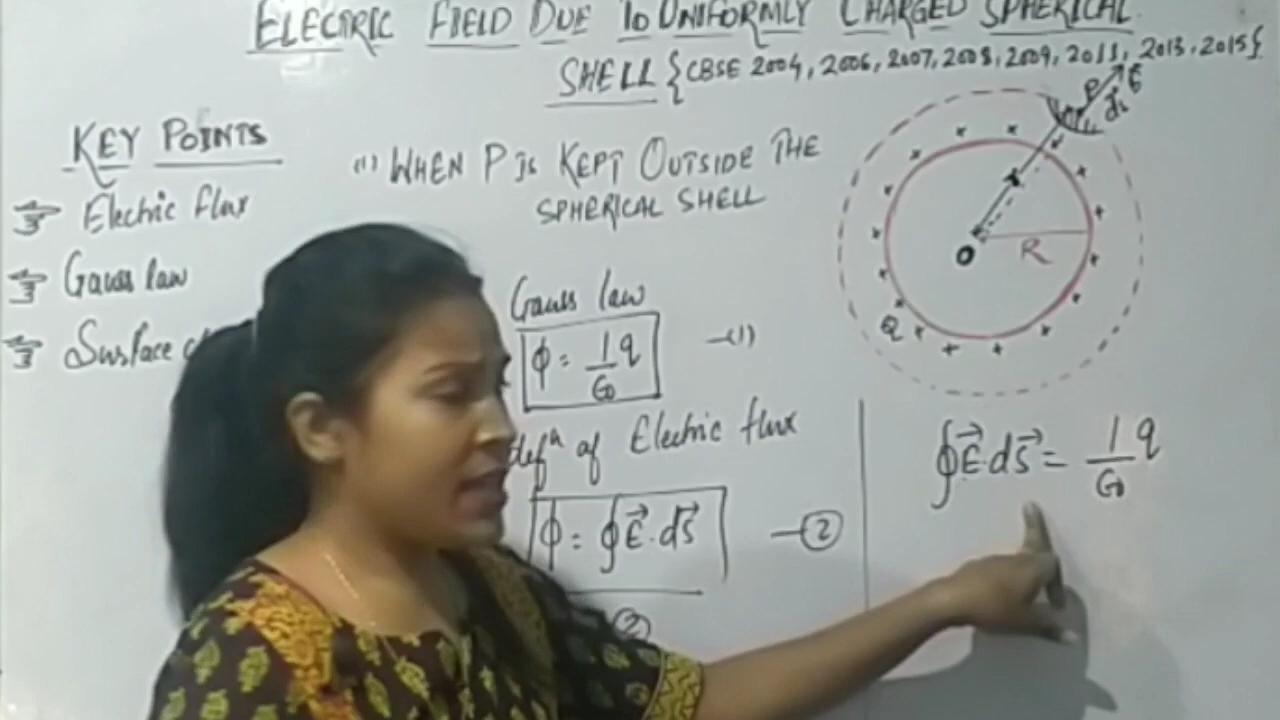 ELECTRIC FIELD DUE TO UNIFORMLY CHARGED SPHERICAL
SHELL {CBSE 2004, 2006, 2007, 2008, 2009, 2011, 2013, 2015}
KEY POINTS
Electric flux
Gauss law
Surface
(1) WHEN P IS KEPT OUTSIDE THE
SPHERICAL SHELL
Gauss law
ϕ = 1/ε0 q —(1)
defn of Electric flux
ϕ = ∮E⃗.dS⃗ —(2)
P E
ds
O
R
Q
∮E⃗.dS⃗ = 1/ε0 q